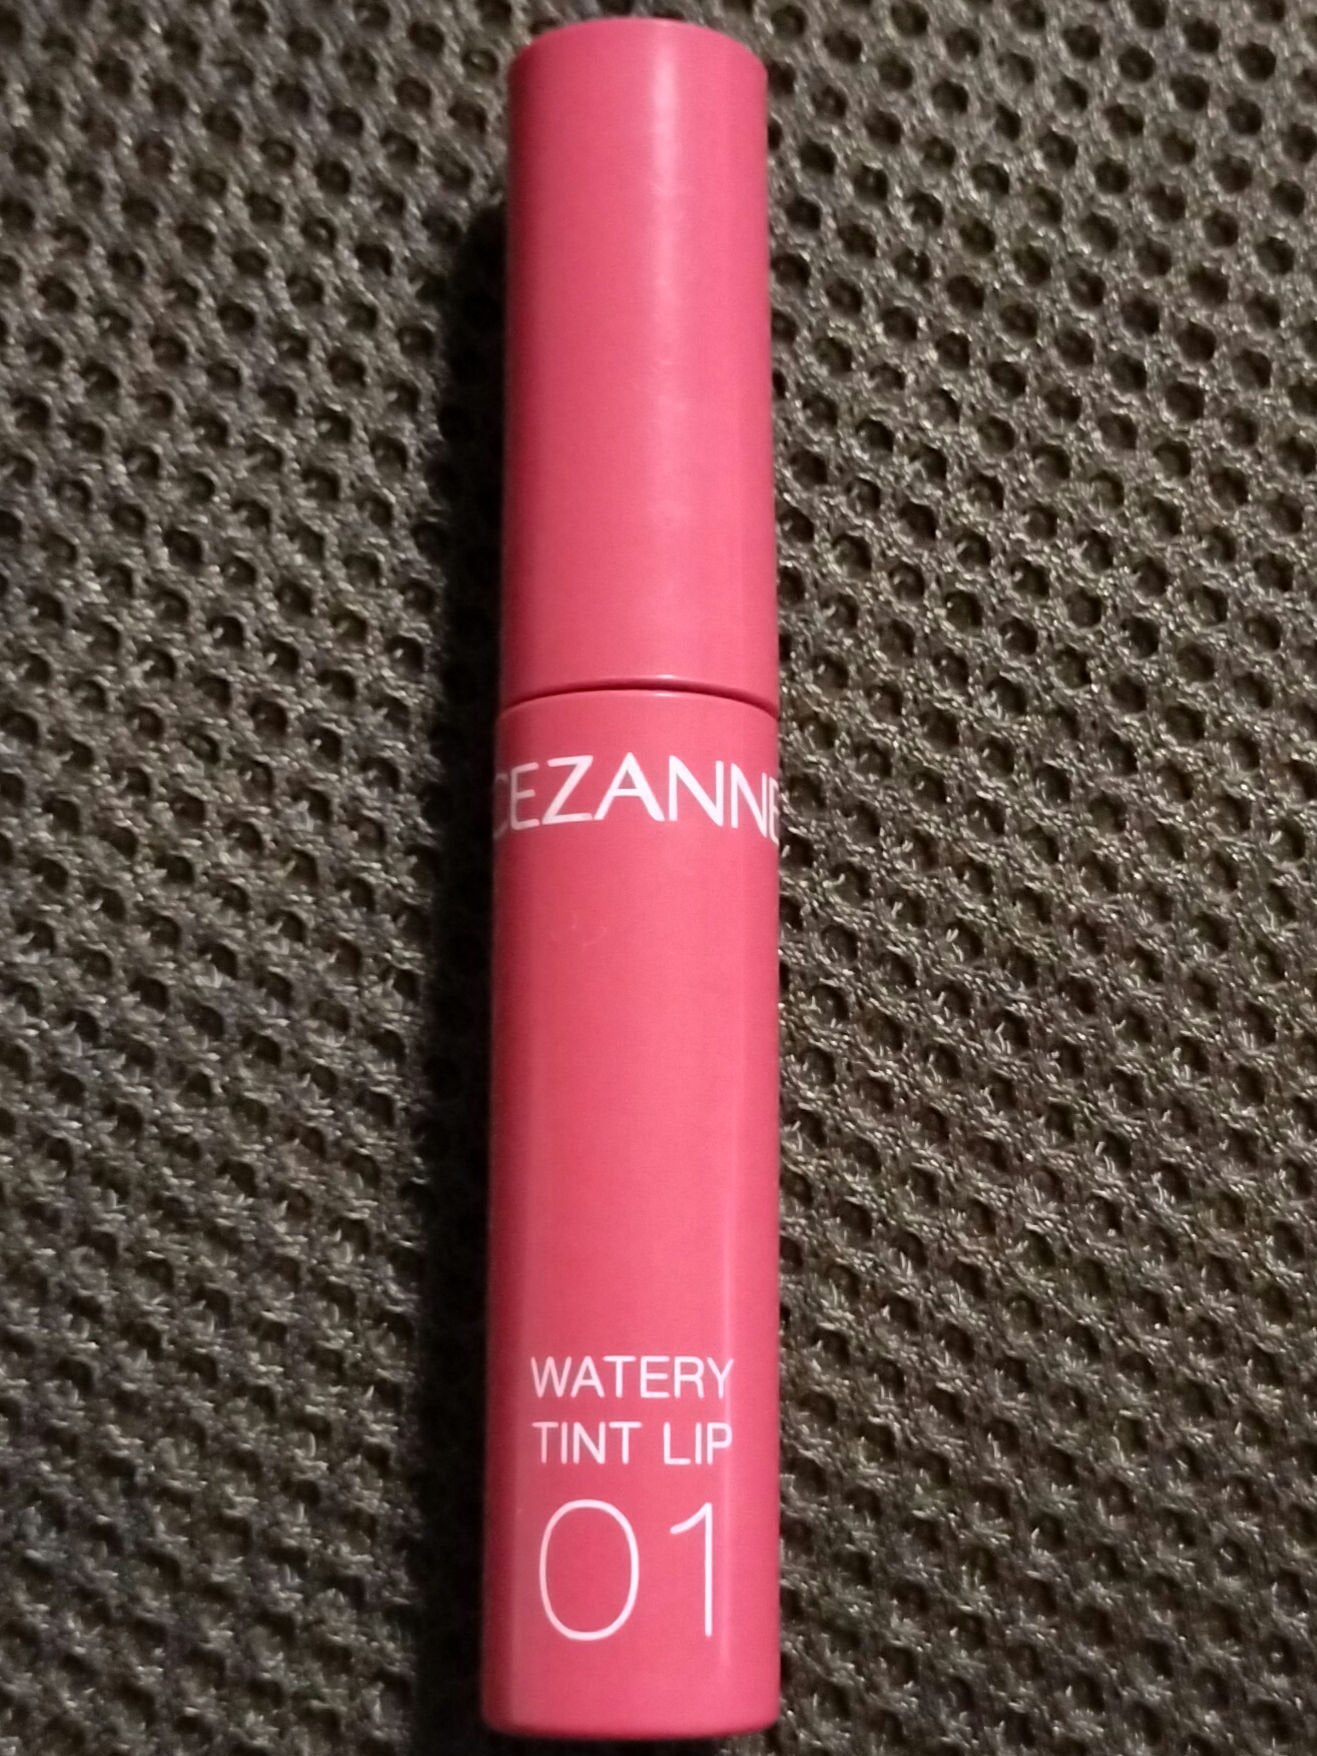 CEZANNE
WATERY
TINT LIP
01